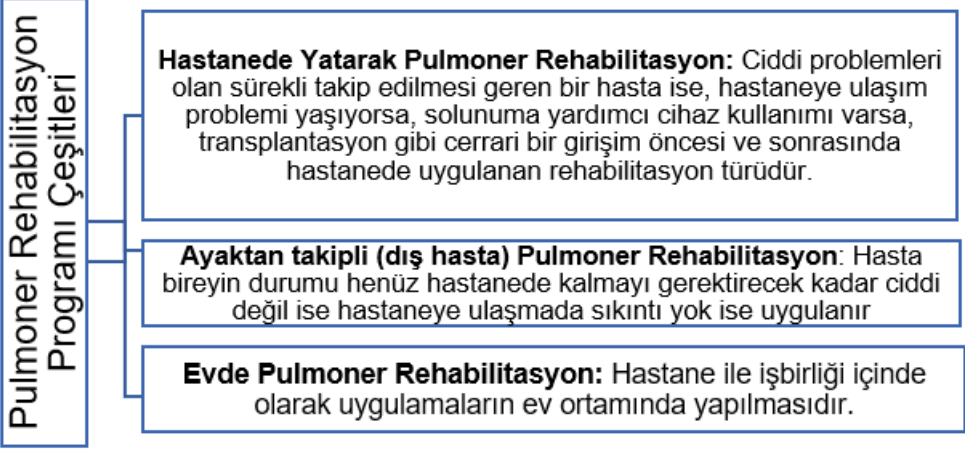 Pulmoner Rehabilitasyon
Programı Çeşitleri
Hastanede Yatarak Pulmoner Rehabilitasyon: Ciddi problemleri
olan sürekli takip edilmesi geren bir hasta ise, hastaneye ulaşım
problemi yaşıyorsa, solunuma yardımcı cihaz kullanımı varsa,
transplantasyon gibi cerrari bir girişim öncesi ve sonrasında
hastanede uygulanan rehabilitasyon türüdür.
Ayaktan takipli (dış hasta) Pulmoner Rehabilitasyon: Hasta
bireyin durumu henüz hastanede kalmayı gerektirecek kadar ciddi
değil ise hastaneye ulaşmada sıkıntı yok ise uygulanır
Evde Pulmoner Rehabilitasyon: Hastane ile işbirliği içinde
olarak uygulamaların ev ortamında yapılmasıdır.